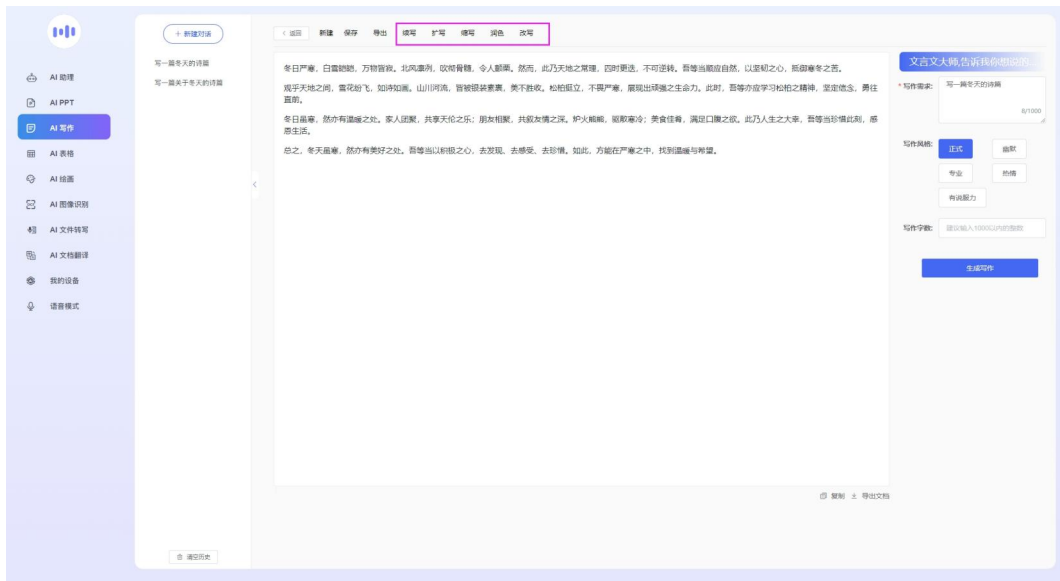 AI 助理
AI PPT
AI 写作
AI 表格
AI 绘画
AI 图像识别
AI 文件转写
AI 文档翻译
我的设备
语音模式
+ 新建对话
写一篇冬天的诗篇
写一篇关于冬天的诗篇
清空历史
< 返回 新建 保存 导出 续写 扩写 缩写 润色 改写
冬日严寒，白雪皑皑，万物皆寂。北风凛冽，吹彻骨髓，令人颤栗。然而，此乃天地之常理，四时更迭，不可逆转。吾等当顺应自然，以坚韧之心，抵御寒冬之苦。
观乎天地之间，雪花纷飞，如诗如画。山川河流，皆被银装素裹，美不胜收。松柏挺立，不畏严寒，展现出顽强之生命力。此时，吾等亦应学习松柏之精神，坚定信念，勇往
直前。
冬日虽寒，然亦有温暖之处。家人团聚，共享天伦之乐；朋友相聚，共叙友情之深。炉火熊熊，驱散寒冷；美食佳肴，满足口腹之欲。此乃人生之大幸，吾等当珍惜此刻，感
恩生活。
总之，冬天虽寒，然亦有美好之处。吾等当以积极之心，去发现、去感受、去珍惜。如此，方能在严寒之中，找到温暖与希望。
复制 导出文档
文言文大师,告诉我你想说的...
* 写作需求: 写一篇冬天的诗篇
8/1000
写作风格: 正式 幽默
专业 热情
有说服力
写作字数: 建议输入1000以内的整数
生成写作